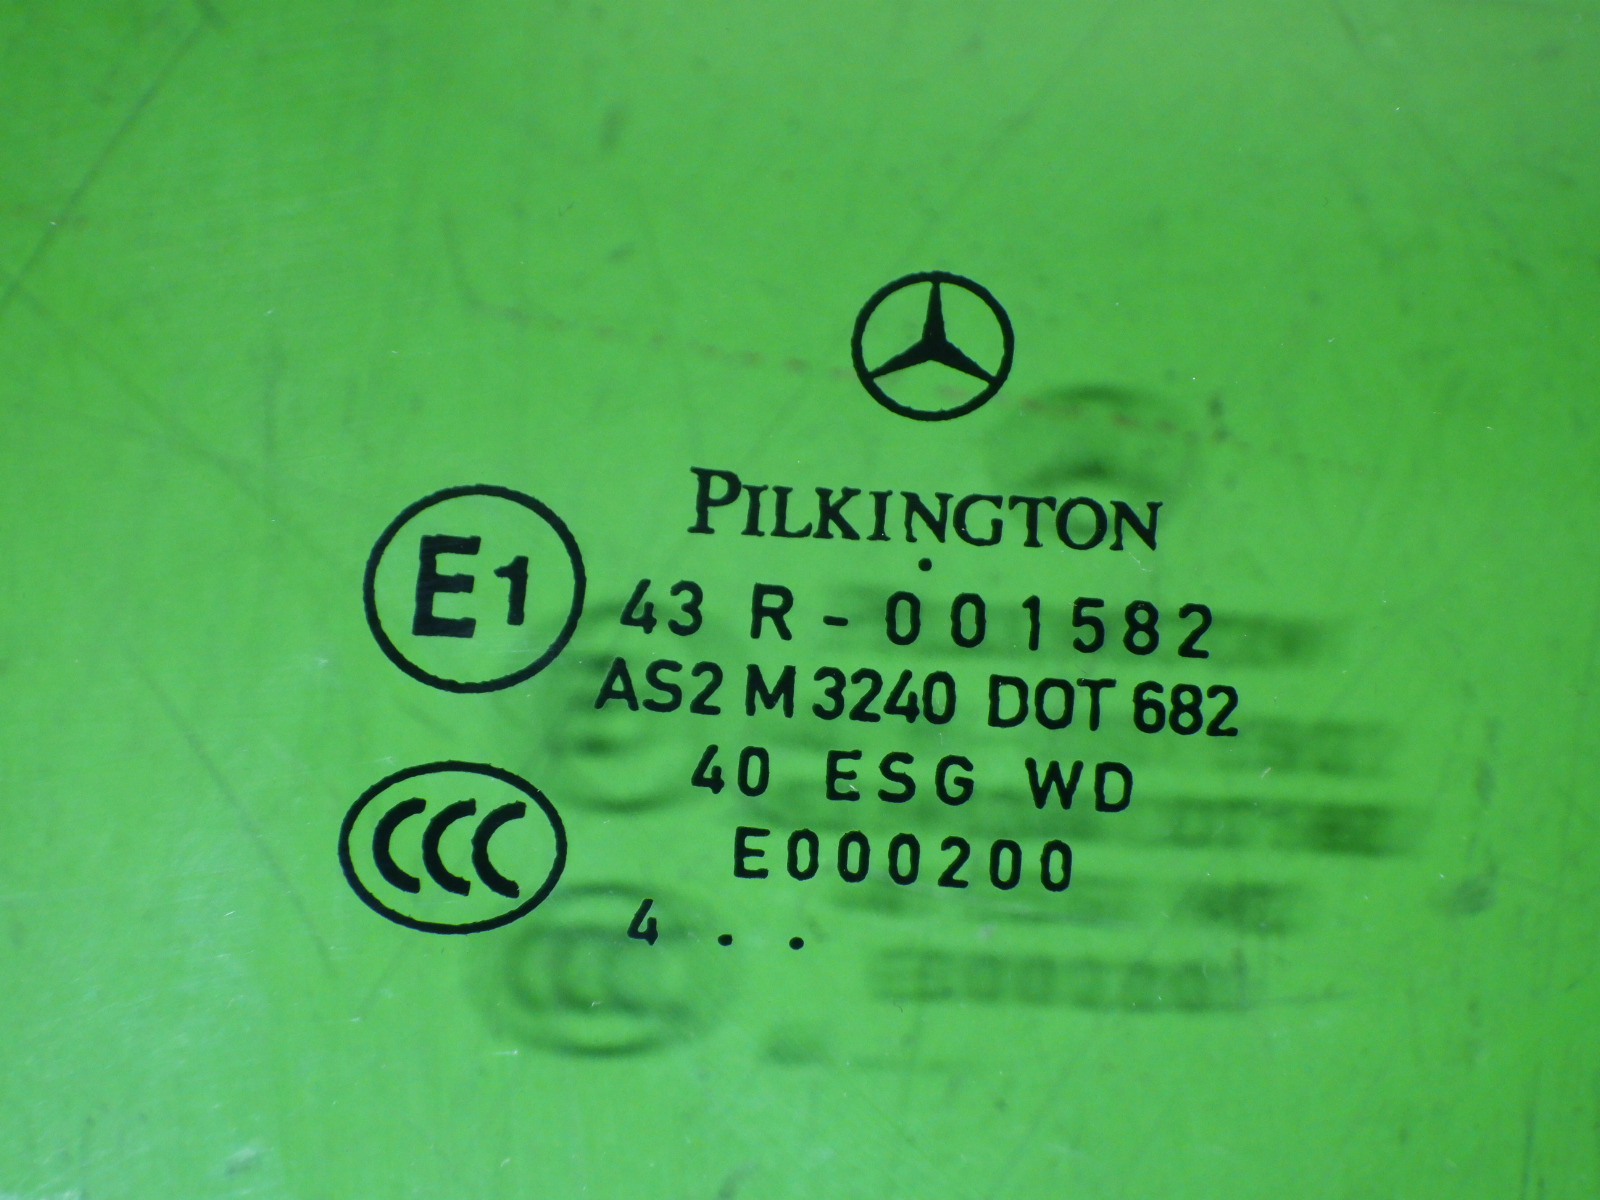 PILKINGTON
E1
43 R - 001582
AS2 M 3240 DOT 682
40 ESG WD
E000200
CCC
4 . .